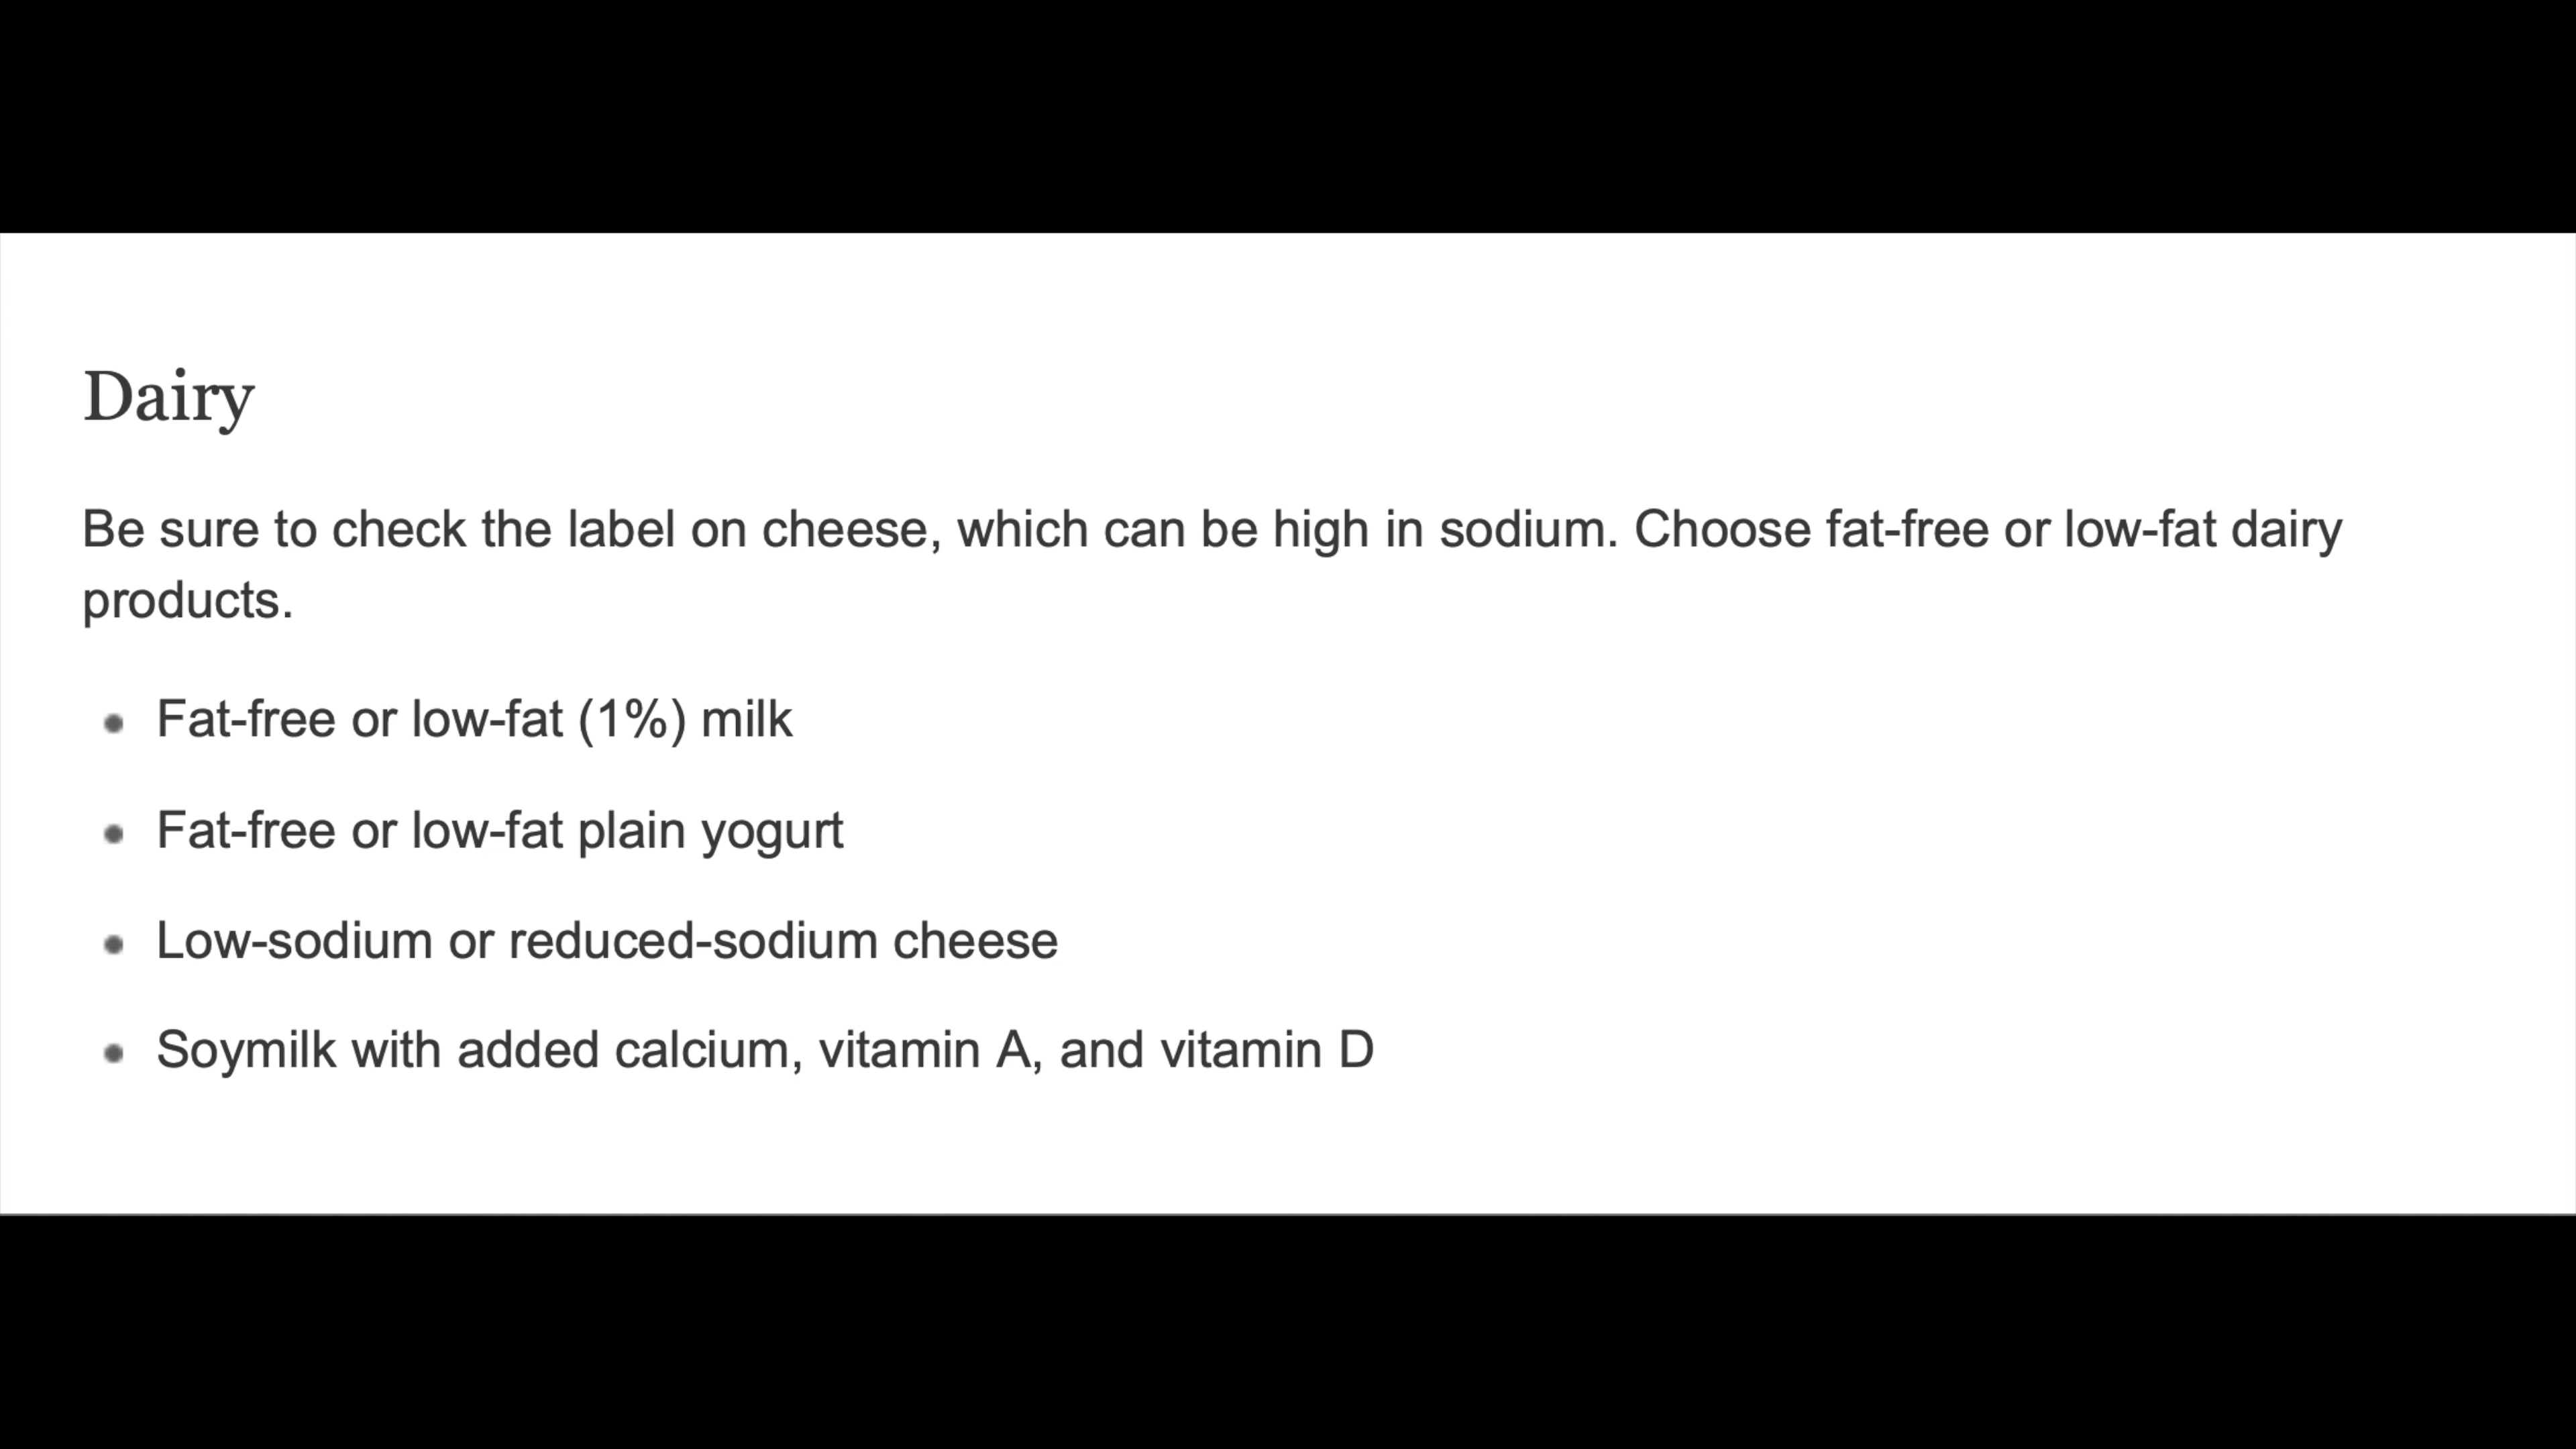 Dairy
Be sure to check the label on cheese, which can be high in sodium. Choose fat-free or low-fat dairy
products.
Fat-free or low-fat (1%) milk
Fat-free or low-fat plain yogurt
Low-sodium or reduced-sodium cheese
Soymilk with added calcium, vitamin A, and vitamin D